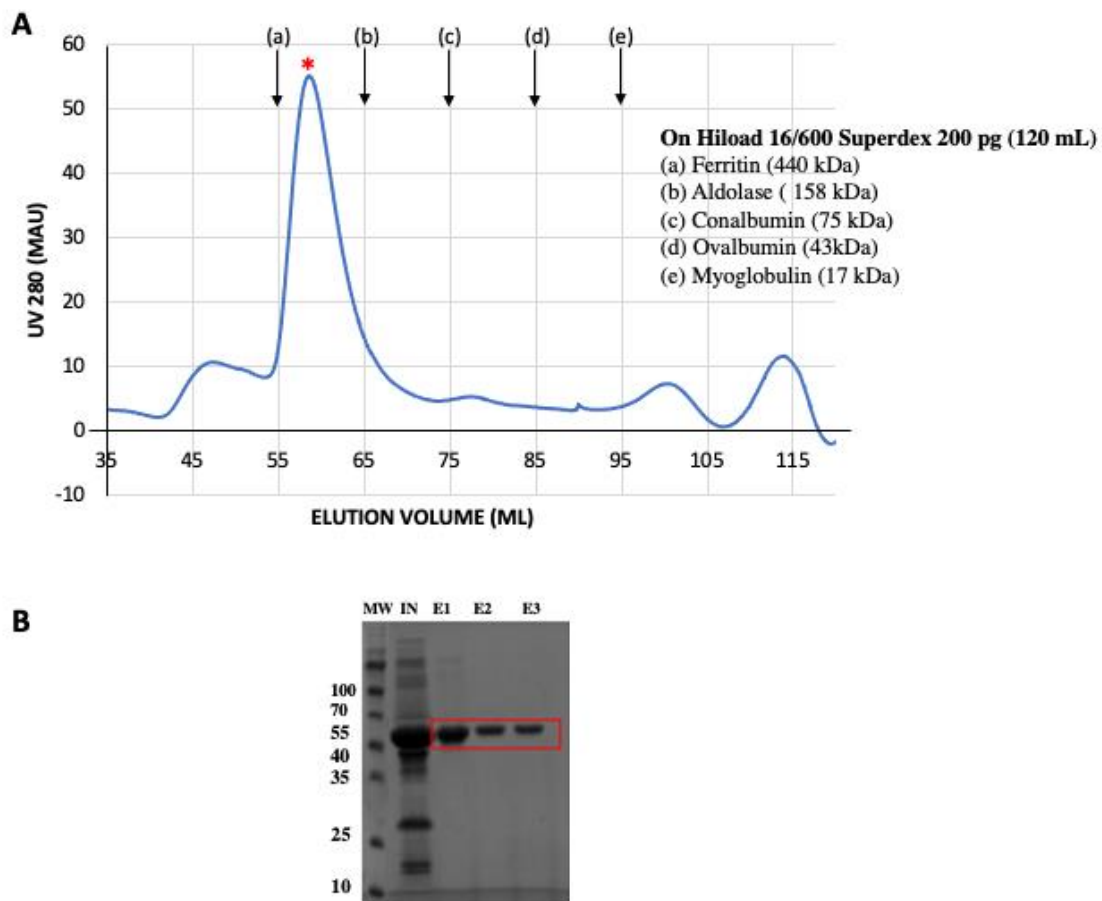 A
(a) (b) (c) (d) (e)
*
60
50
40
30
20
10
0
-10
UV 280 (MAU)
35 45 55 65 75 85 95 105 115
ELUTION VOLUME (ML)
On Hiload 16/600 Superdex 200 pg (120 mL)
(a) Ferritin (440 kDa)
(b) Aldolase ( 158 kDa)
(c) Conalbumin (75 kDa)
(d) Ovalbumin (43kDa)
(e) Myoglobulin (17 kDa)
B
MW IN E1 E2 E3
100
70
55
40
35
25
10